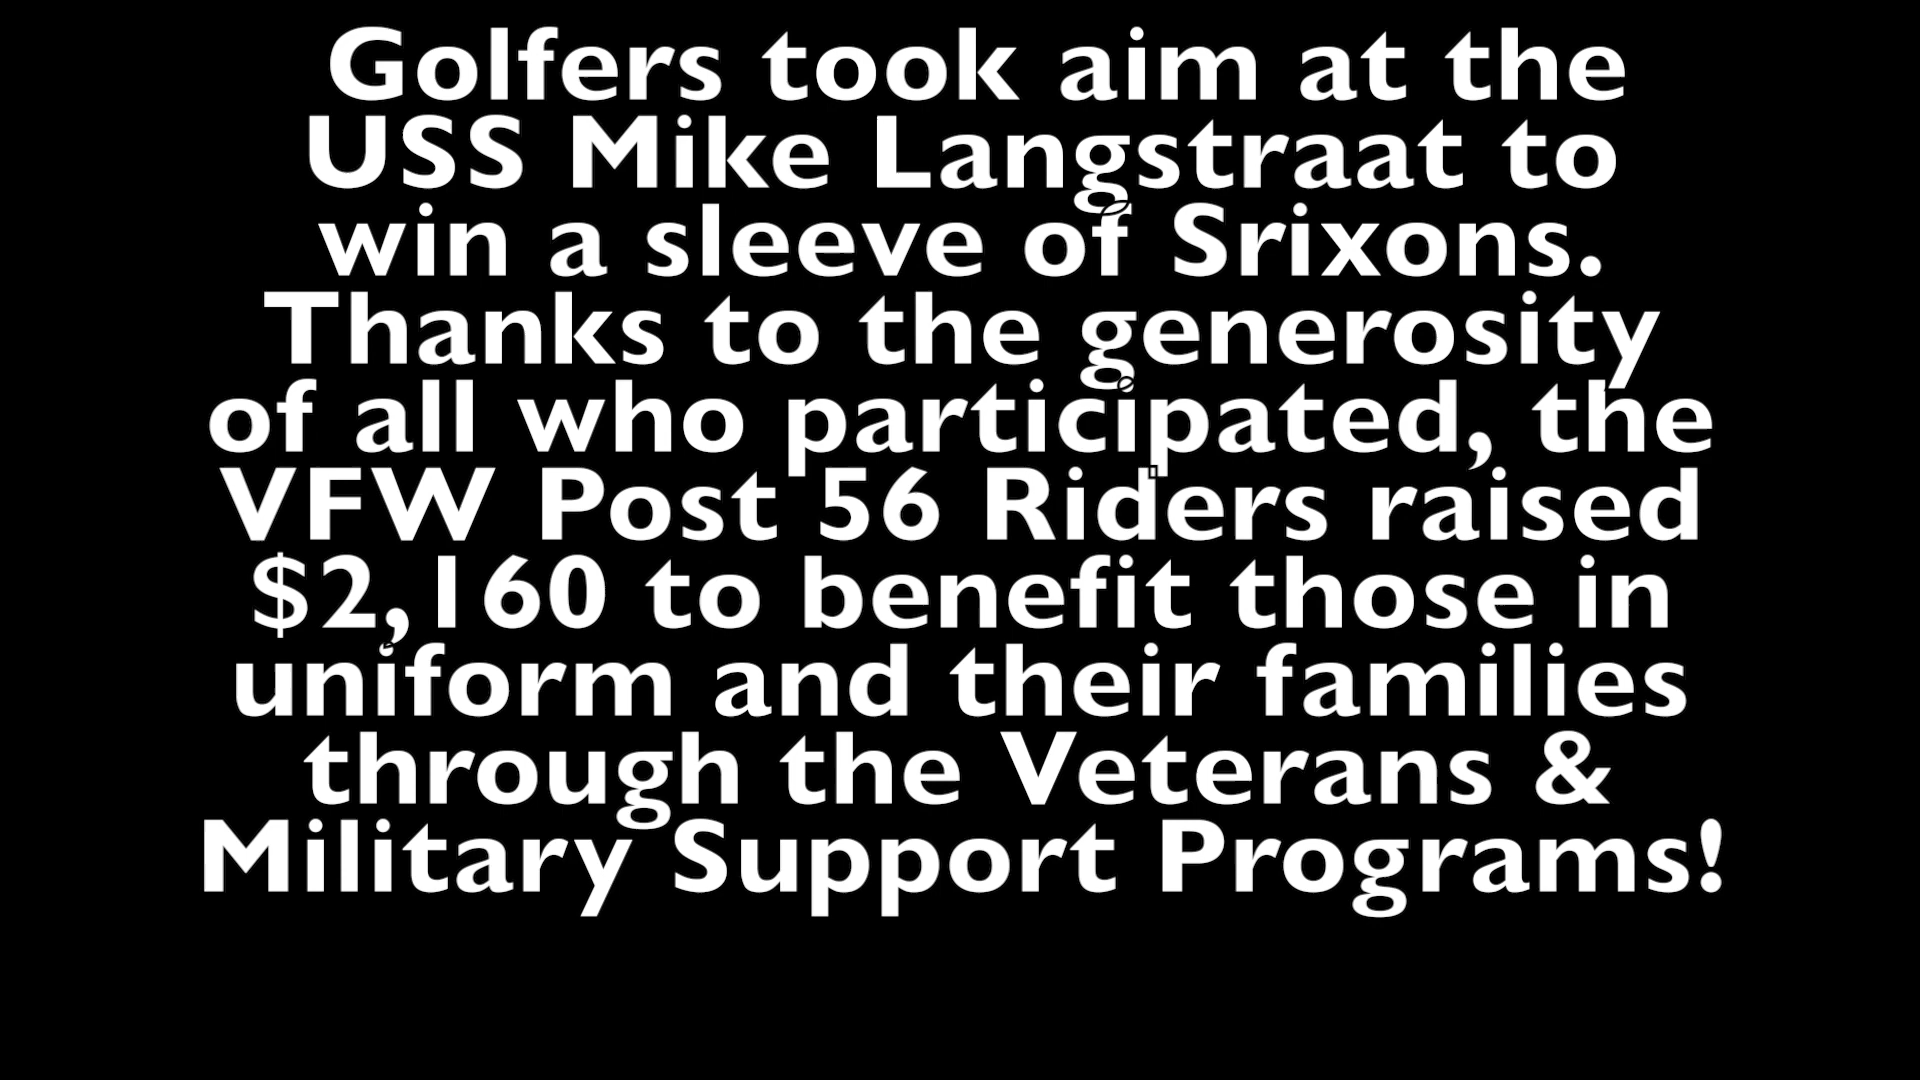 Golfers took aim at the
USS Mike Langstraat to
win a sleeve of Srixons.
Thanks to the generosity
of all who participated, the
VFW Post 56 Riders raised
$2,160 to benefit those in
uniform and their families
through the Veterans &
Military Support Programs!